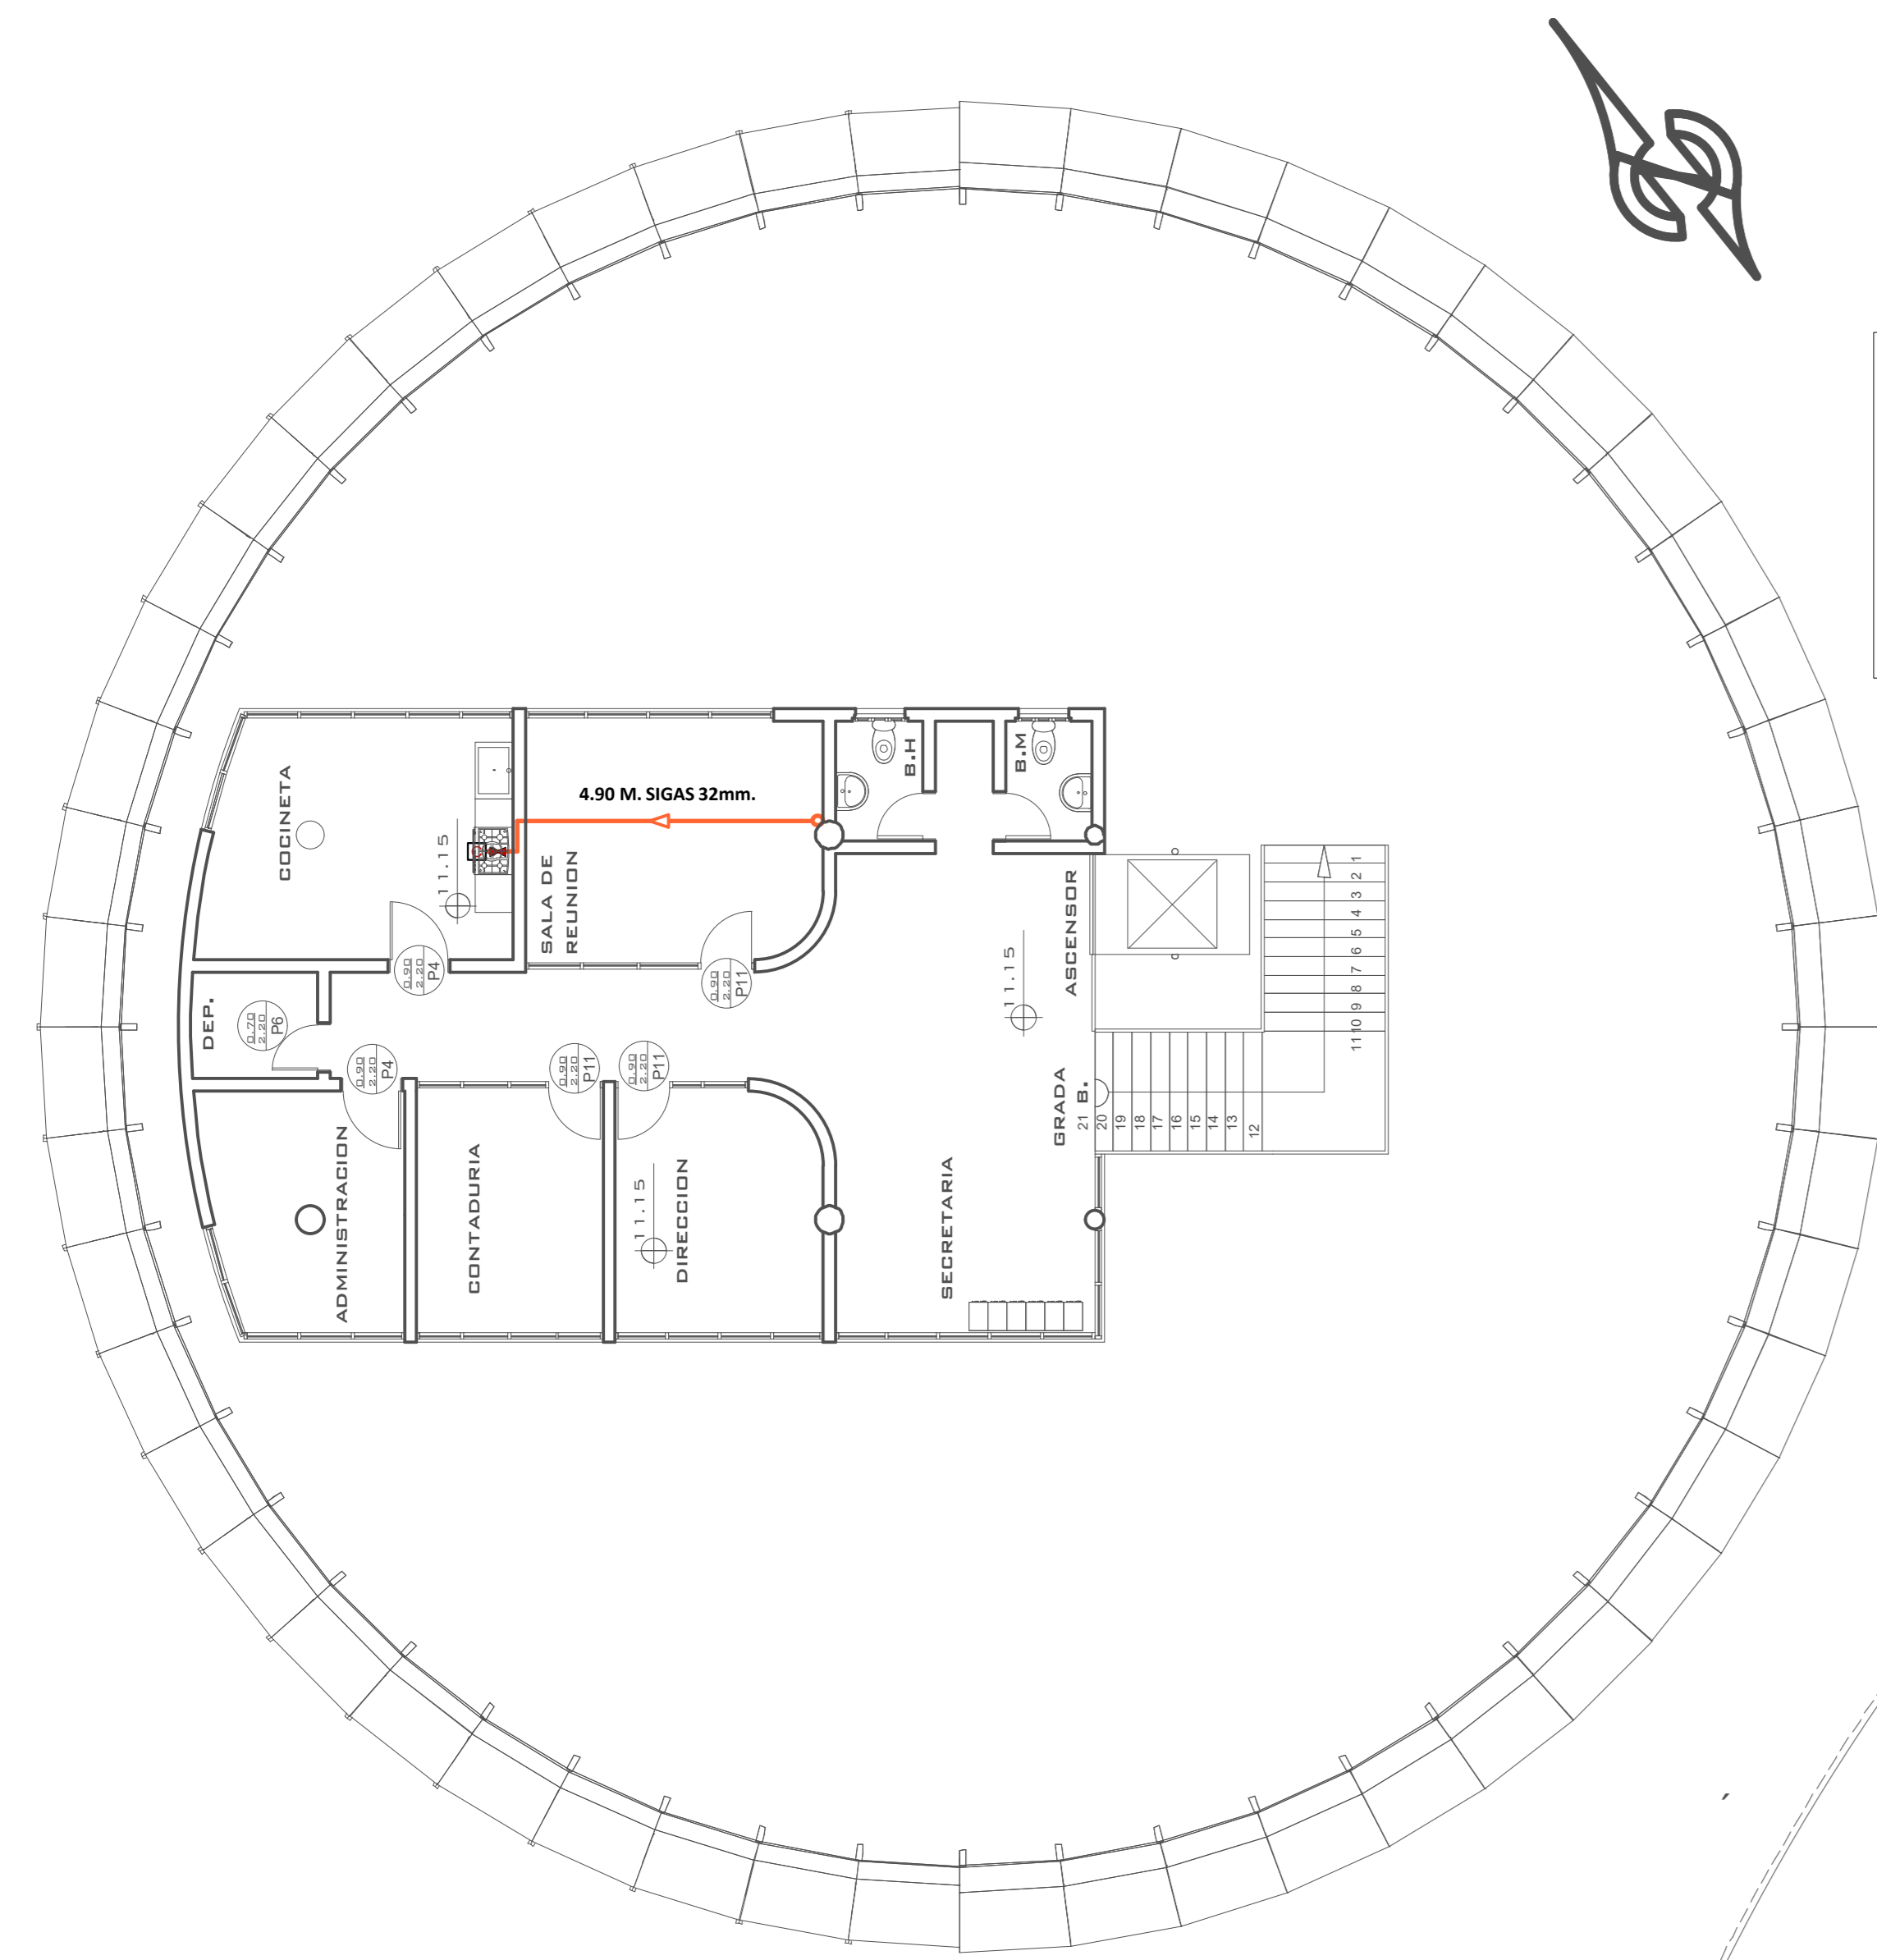 4.90 M. SIGAS 32mm.
COCINETA
11.15
SALA DE
REUNION
B.H
B.M
ASCENSOR
11.15
DEP.
0.70
2.20
P6
0.90
2.20
P4
0.90
2.20
P11
0.90
2.20
P4
0.90
2.20
P11
0.90
2.20
P11
ADMINISTRACION
CONTADURIA
11.15
DIRECCION
SECRETARIA
GRADA
B.
1
2
3
4
5
6
7
8
9
10
11
12
13
14
15
16
17
18
19
20
21